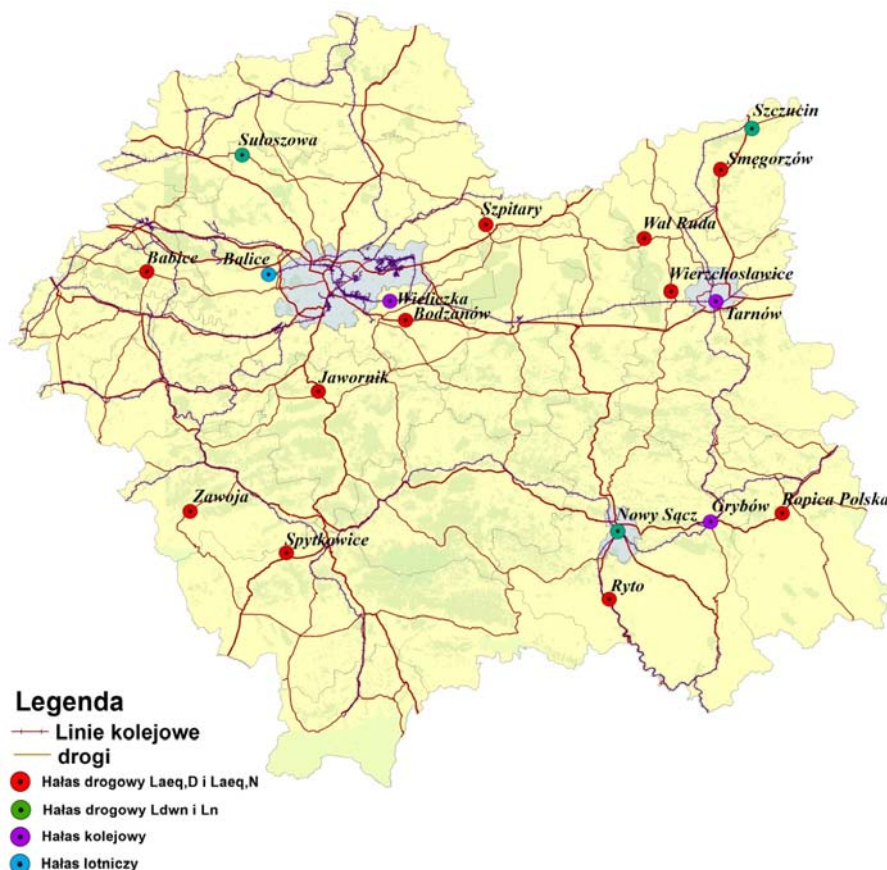 Szczucin
Sułoszowa
Smęgorzów
Szpitary
Wał Ruda
Babice
Balice
Wierzchosławice
Wieliczka
Tarnów
Bodzanów
Jawornik
Zawoja
Nowy Sącz
Grybów
Ropica Polska
Spytkowice
Ryto
Legenda
Linie kolejowe
drogi
Hałas drogowy Laeq,D i Laeq,N
Hałas drogowy Ldwn i Ln
Hałas kolejowy
Hałas lotniczy